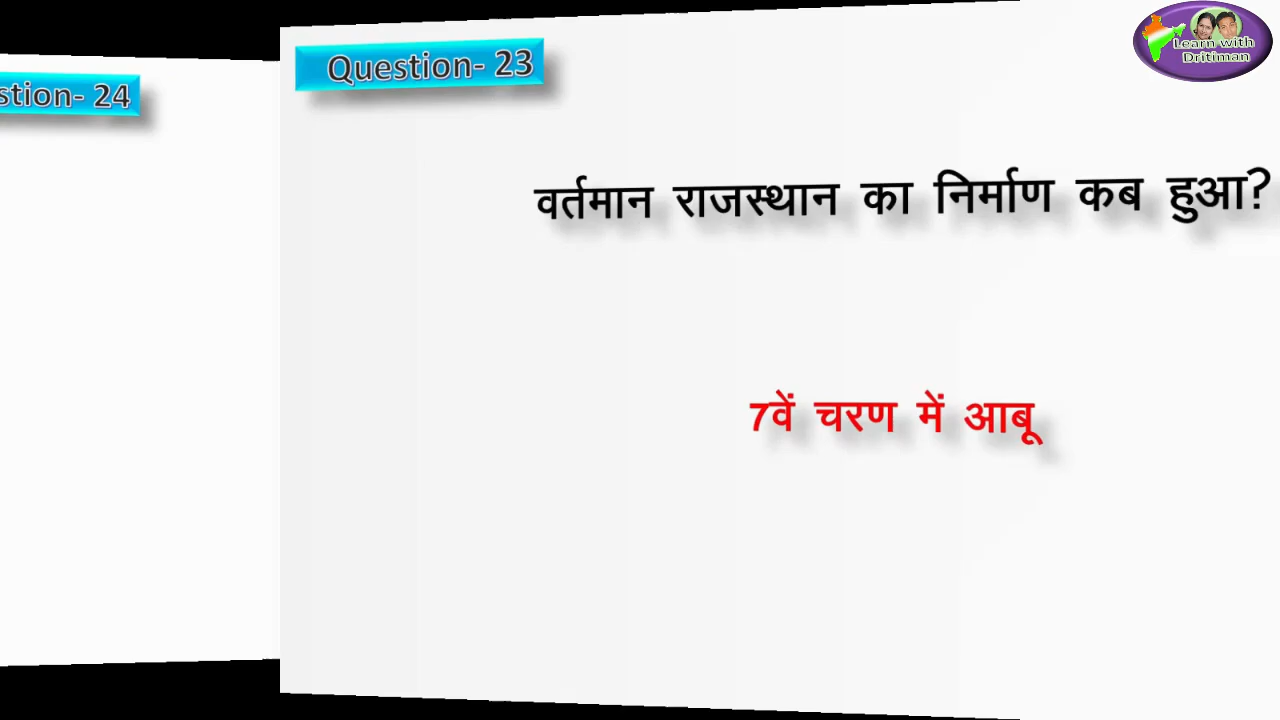 Question- 23
stion- 24
Learn with
Dritiman
वर्तमान राजस्थान का निर्माण कब हुआ?
7वें चरण में आबू